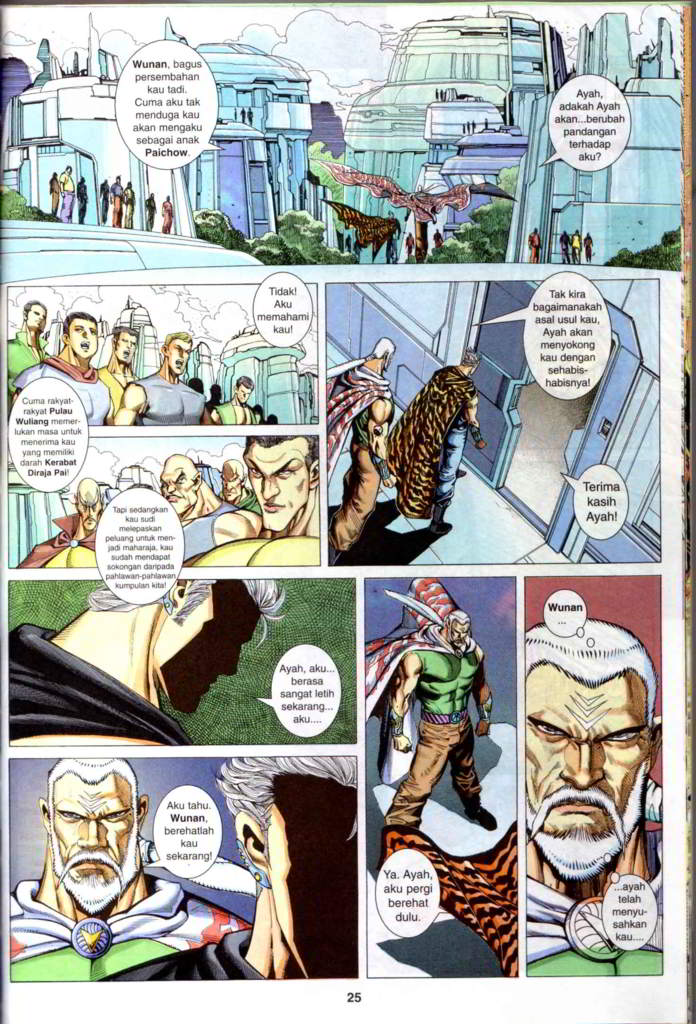 Wunan, bagus
persembahan
kau tadi.
Cuma aku tak
menduga kau
akan mengaku
sebagai anak
Paichow.
Ayah,
adakah Ayah
akan...berubah
pandangan
terhadap
aku?
Tidak!
Aku
memahami
kau!
Cuma rakyat-
rakyat Pulau
Wuliang memer-
lukan masa untuk
menerima kau
yang memiliki
darah Kerabat
Diraja Pai!
Tapi sedangkan
kau sudi
melepaskan
peluang untuk men-
jadi maharaja, kau
sudah mendapat
sokongan daripada
pahlawan-pahlawan
kumpulan kita!
Tak kira
bagaimanakah
asal usul kau,
Ayah akan
menyokong
kau dengan
sehabis-
habisnya!
Terima
kasih
Ayah!
Ayah, aku...
berasa
sangat letih
sekarang...
aku....
Aku tahu.
Wunan,
berehatlah
kau
sekarang!
Ya. Ayah,
aku pergi
berehat
dulu.
Wunan
...
...ayah
telah
menyu-
sahkan
kau....
25